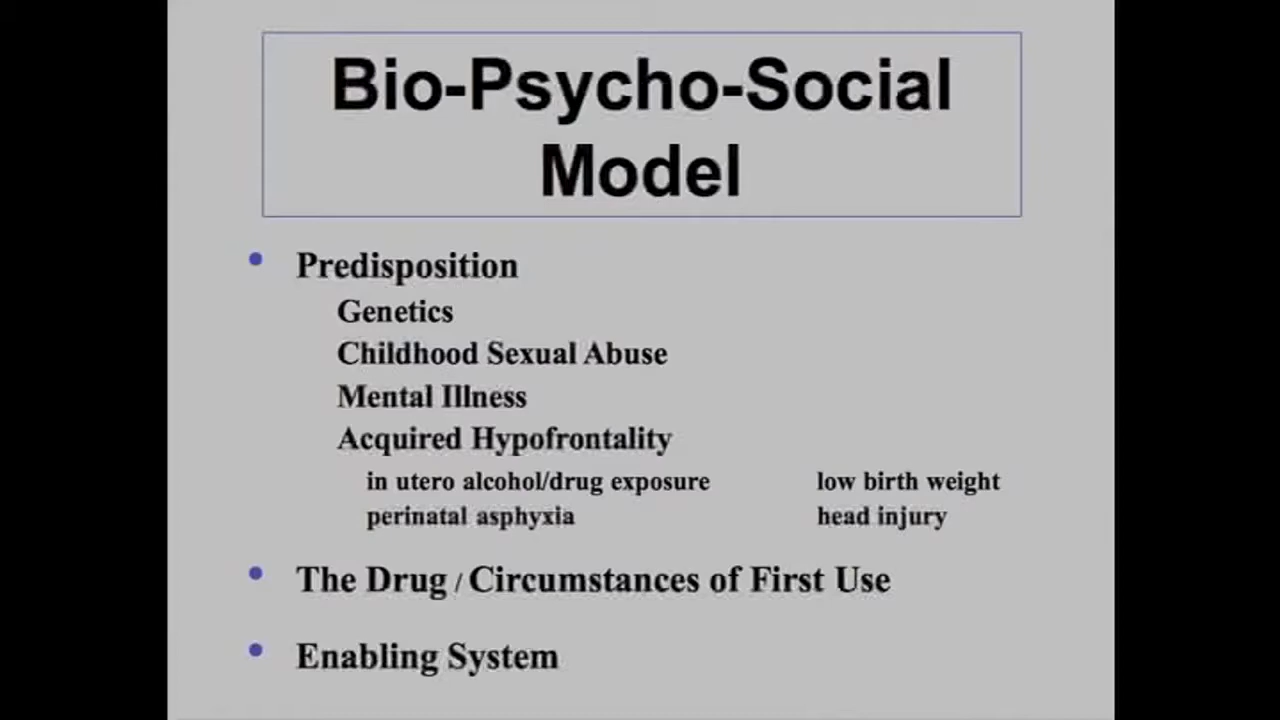 Bio-Psycho-Social
Model
• Predisposition
Genetics
Childhood Sexual Abuse
Mental Illness
Acquired Hypofrontality
in utero alcohol/drug exposure low birth weight
perinatal asphyxia head injury
• The Drug / Circumstances of First Use
• Enabling System